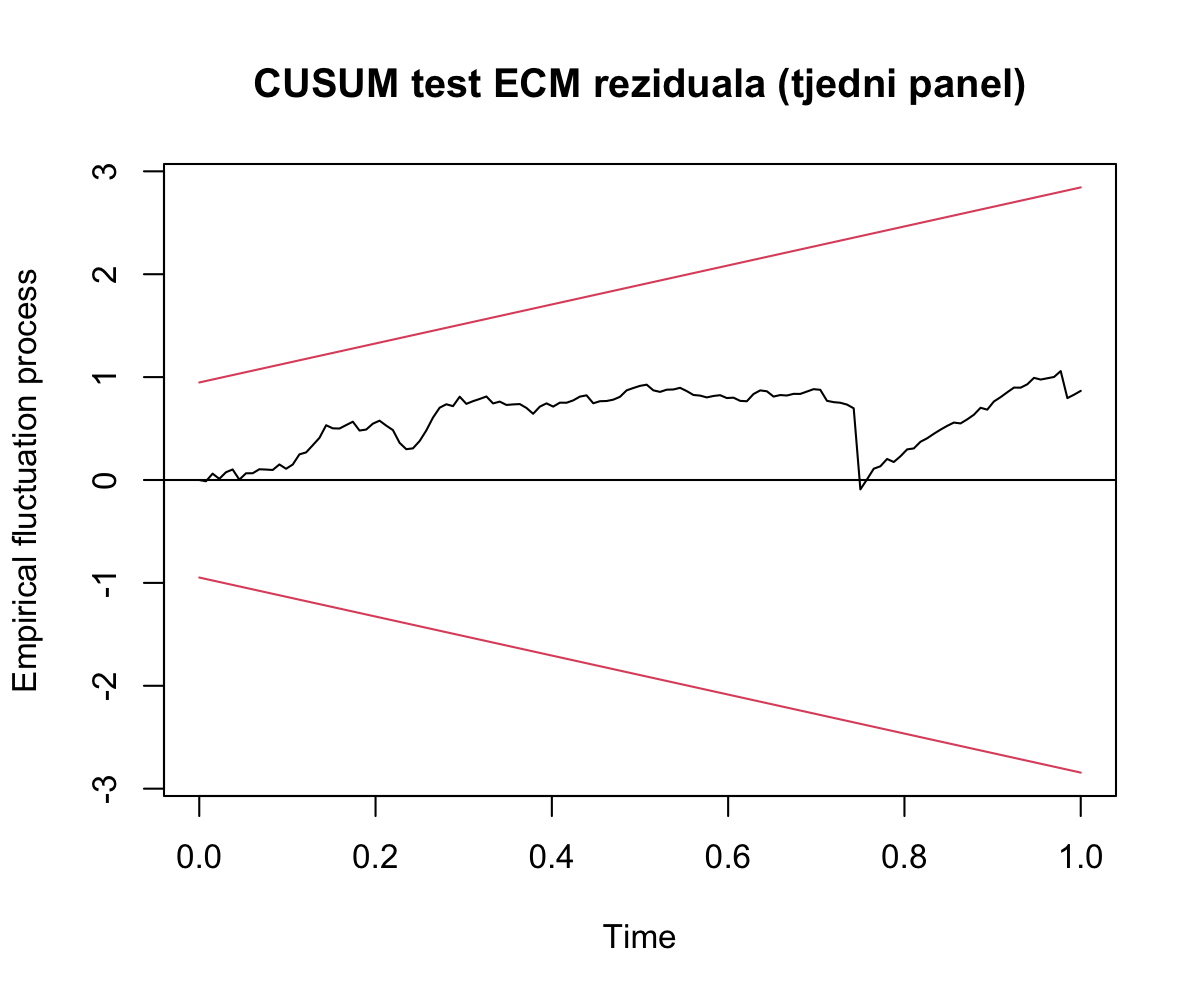 CUSUM test ECM reziduala (tjedni panel)
Empirical fluctuation process
3
2
1
0
-1
-2
-3
0.0 0.2 0.4 0.6 0.8 1.0
Time